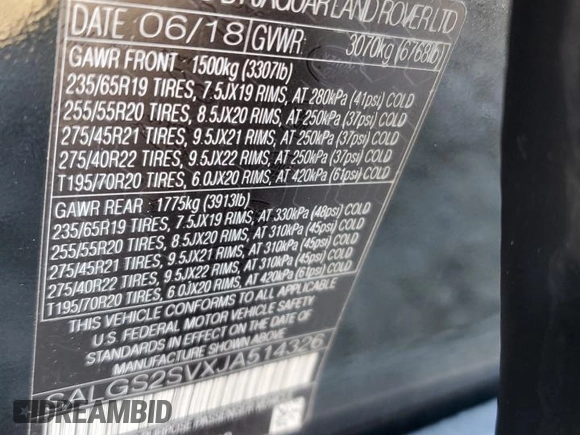 BY JAGUAR LAND ROVER LTD
DATE 06/18 GVWR 3070kg (6768lb)
GAWR FRONT 1500kg (3307lb)
235/65R19 TIRES, 7.5JX19 RIMS, AT 280kPa (41psi) COLD
255/55R20 TIRES, 8.5JX20 RIMS, AT 250kPa (37psi) COLD
275/45R21 TIRES, 9.5JX21 RIMS, AT 250kPa (37psi) COLD
275/40R22 TIRES, 9.5JX22 RIMS, AT 250kPa (37psi) COLD
T195/70R20 TIRES, 6.0JX20 RIMS, AT 420kPa (61psi) COLD
GAWR REAR 1775kg (3913lb)
235/65R19 TIRES, 7.5JX19 RIMS, AT 330kPa (48psi) COLD
255/55R20 TIRES, 8.5JX20 RIMS, AT 310kPa (45psi) COLD
275/45R21 TIRES, 9.5JX21 RIMS, AT 310kPa (45psi) COLD
275/40R22 TIRES, 9.5JX22 RIMS, AT 310kPa (45psi) COLD
T195/70R20 TIRES, 6.0JX20 RIMS, AT 420kPa (61psi) COLD
THIS VEHICLE CONFORMS TO ALL APPLICABLE
U.S. FEDERAL MOTOR VEHICLE SAFETY
STANDARDS IN EFFECT ON THE DATE OF
MANUFACTURE SHOWN ABOVE
SALGS2SVXJA514326
DREAMBID